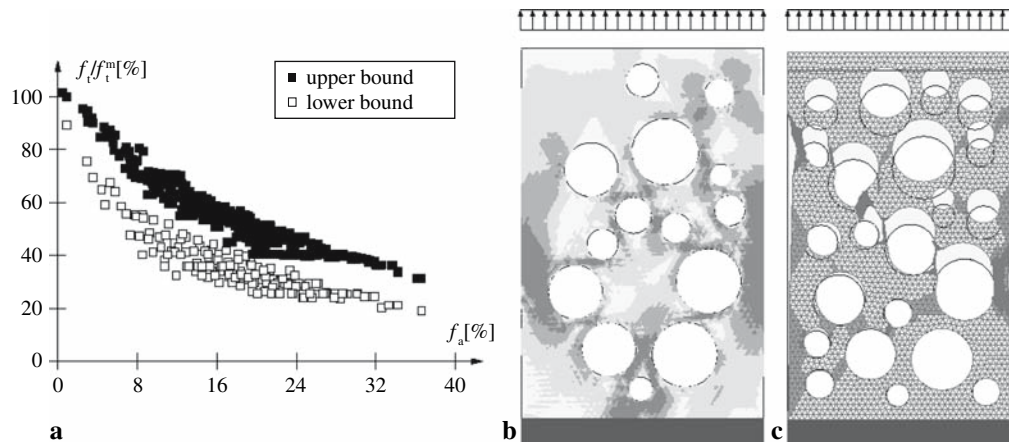 f_t/f_t^m[%]
upper bound
lower bound
100
80
60
40
20
0
f_a[%]
0 8 16 24 32 40
a
b
c